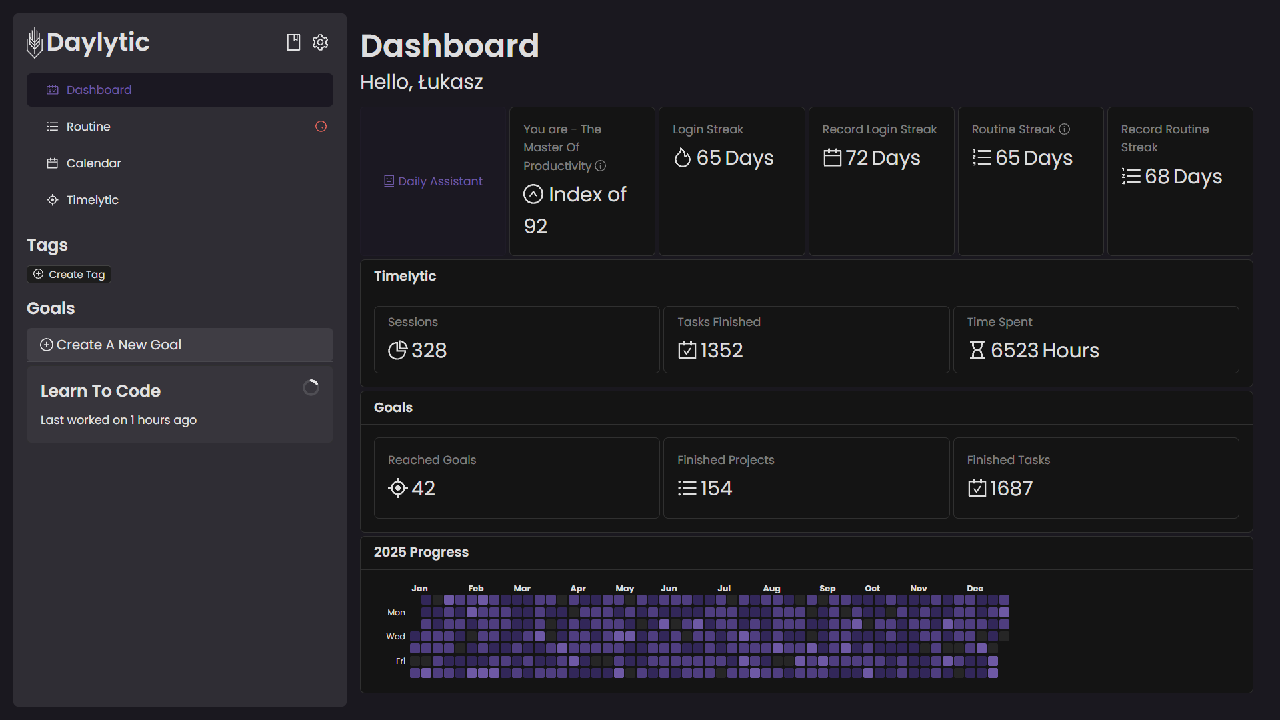 Daylytic
Dashboard
Routine
Calendar
Timelytic
Tags
Create Tag
Goals
Create A New Goal
Learn To Code
Last worked on 1 hours ago
Dashboard
Hello, Łukasz
Daily Assistant
You are - The
Master Of
Productivity
Index of
92
Login Streak
65 Days
Record Login Streak
72 Days
Routine Streak
65 Days
Record Routine
Streak
68 Days
Timelytic
Sessions
328
Tasks Finished
1352
Time Spent
6523 Hours
Goals
Reached Goals
42
Finished Projects
154
Finished Tasks
1687
2025 Progress
Jan Feb Mar Apr May Jun Jul Aug Sep Oct Nov Dec
Mon
Wed
Fri